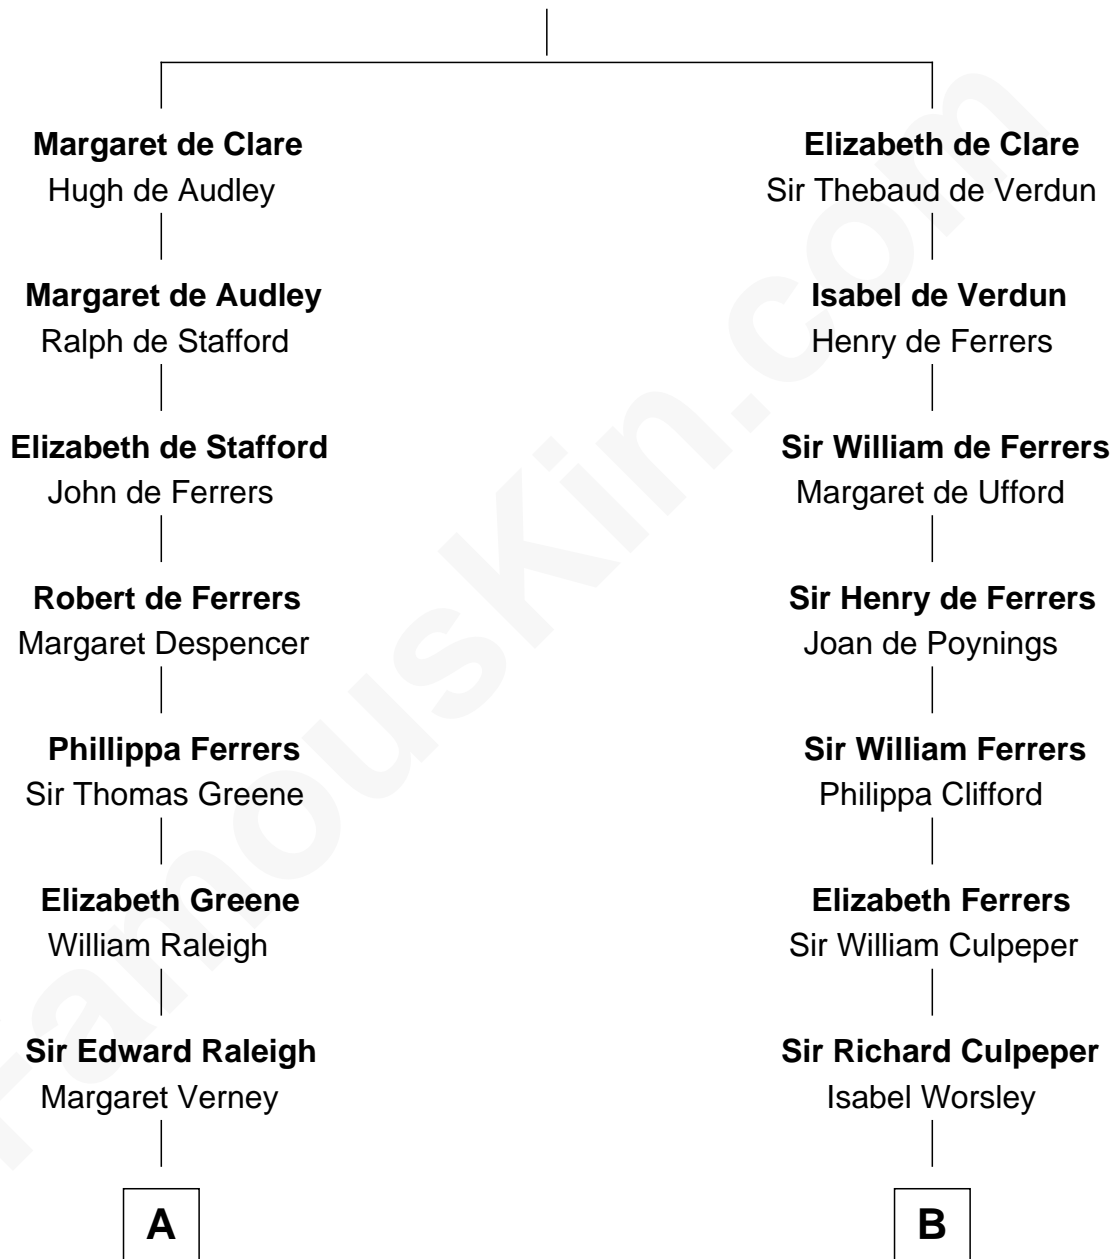 Margaret de Clare
Hugh de Audley
Margaret de Audley
Ralph de Stafford
Elizabeth de Stafford
John de Ferrers
Robert de Ferrers
Margaret Despencer
Phillippa Ferrers
Sir Thomas Greene
Elizabeth Greene
William Raleigh
Sir Edward Raleigh
Margaret Verney
A
Elizabeth de Clare
Sir Thebaud de Verdun
Isabel de Verdun
Henry de Ferrers
Sir William de Ferrers
Margaret de Ufford
Sir Henry de Ferrers
Joan de Poynings
Sir William Ferrers
Philippa Clifford
Elizabeth Ferrers
Sir William Culpeper
Sir Richard Culpeper
Isabel Worsley
B
FamousKin.com